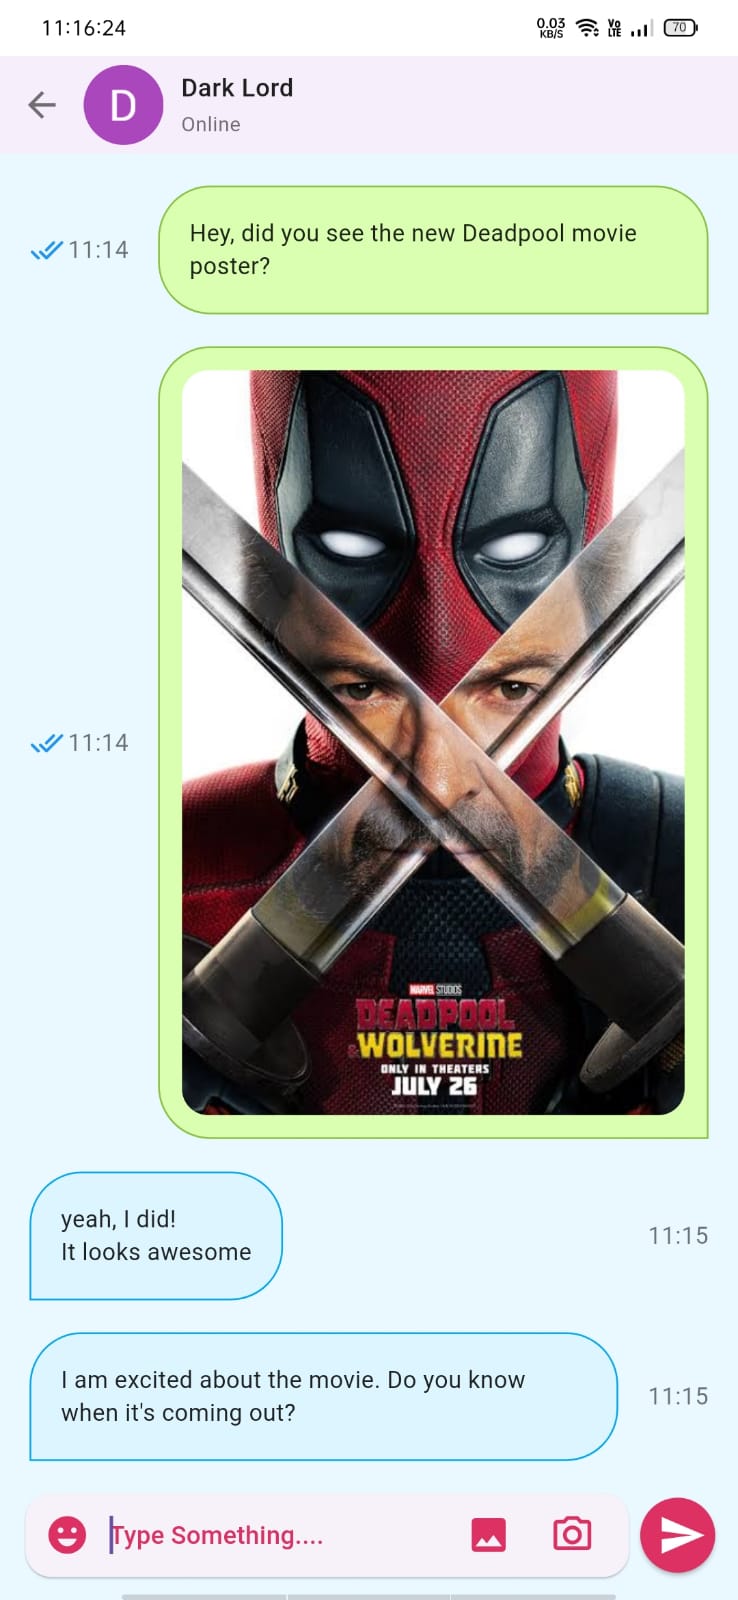 11:16:24
0.03
KB/S
Vo
LTE
70
D
Dark Lord
Online
11:14
Hey, did you see the new Deadpool movie
poster?
11:14
MARVEL STUDIOS
DEADPOOL
& WOLVERINE
ONLY IN THEATERS
JULY 26
yeah, I did!
It looks awesome
11:15
I am excited about the movie. Do you know
when it's coming out?
11:15
Type Something....